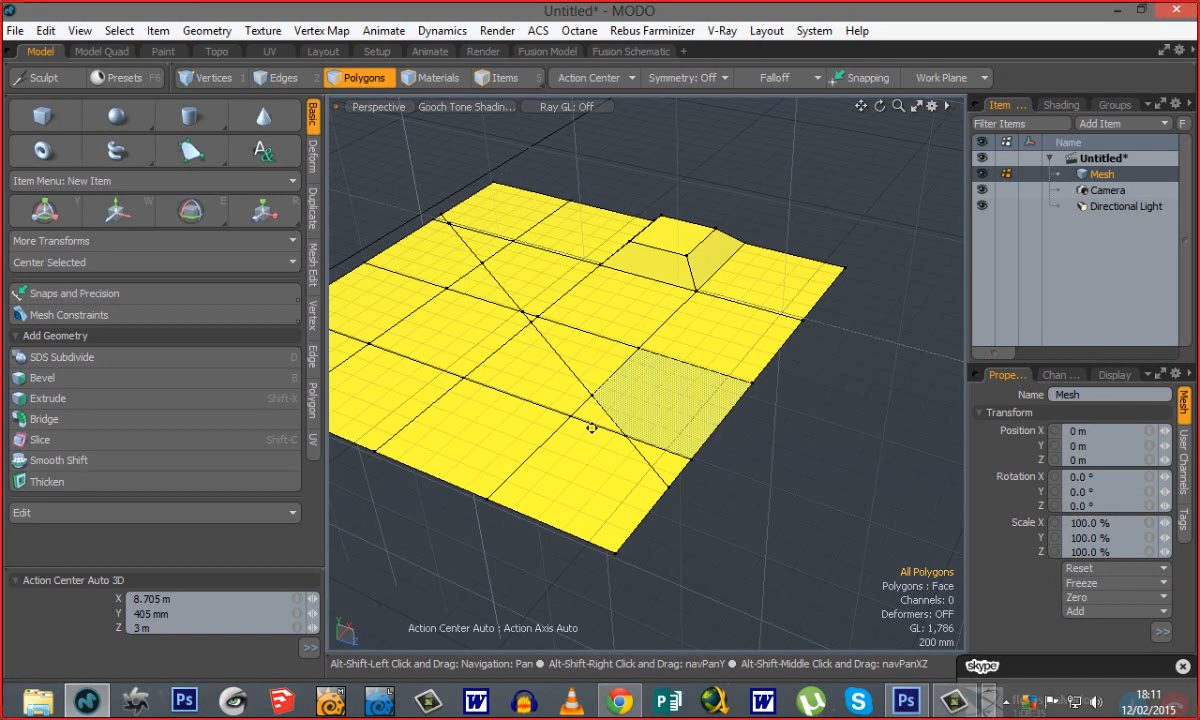 Untitled* - MODO
File Edit View Select Item Geometry Texture Vertex Map Animate Dynamics Render ACS Octane Rebus Farminizer V-Ray Layout System Help
Model Model Quad Paint Topo UV Layout Setup Animate Render Fusion Model Fusion Schematic +
Sculpt Presets F6 Vertices 1 Edges 2 Polygons Materials Items 5 Action Center Symmetry: Off Falloff Snapping Work Plane
Perspective Gooch Tone Shadin... Ray GL: Off
Item ... Shading Groups
Filter Items Add Item F
Name
Untitled*
Mesh
Camera
Directional Light
Basic
Deform
Duplicate
Mesh Edit
Vertex
Edge
Polygon
UV
A&
Item Menu: New Item
Y W E R
More Transforms
Center Selected
Snaps and Precision
Mesh Constraints
Add Geometry
SDS Subdivide D
Bevel B
Extrude Shift-X
Bridge
Slice Shift-C
Smooth Shift
Thicken
Edit
Action Center Auto 3D
X 8.705 m
Y 405 mm
Z 3 m
>>
Prope... Chan ... Display
Name Mesh
Transform
Position X 0 m
Y 0 m
Z 0 m
Rotation X 0.0 °
Y 0.0 °
Z 0.0 °
Scale X 100.0 %
Y 100.0 %
Z 100.0 %
Reset
Freeze
Zero
Add
>>
Mesh
User Channels
Tags
All Polygons
Polygons : Face
Channels: 0
Deformers: OFF
GL: 1,786
200 mm
Action Center Auto : Action Axis Auto
Alt-Shift-Left Click and Drag: Navigation: Pan ● Alt-Shift-Right Click and Drag: navPanY ● Alt-Shift-Middle Click and Drag: navPanXZ
skype
Ps
W
P
W
S
Ps
18:11
12/02/2015